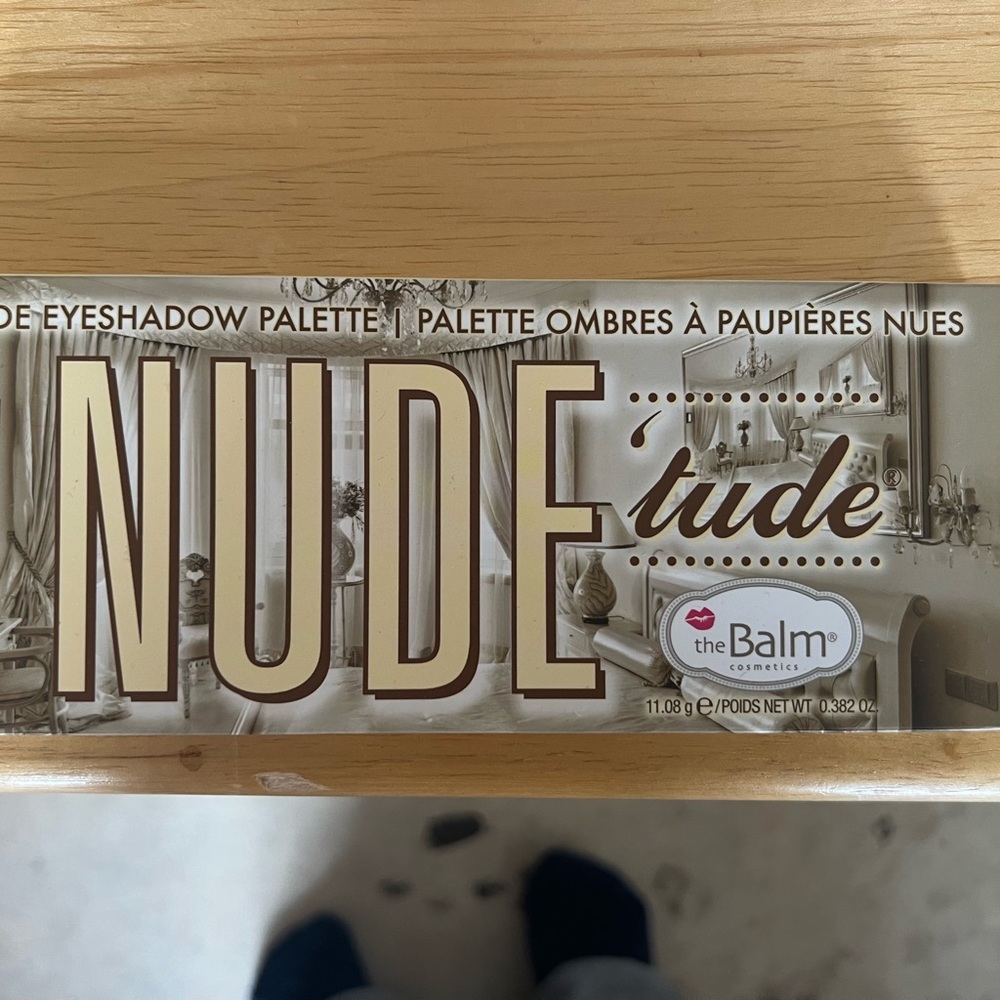 DE EYESHADOW PALETTE | PALETTE OMBRES À PAUPIÈRES NUES
NUDE
'tude®
the Balm®
cosmetics
11.08 g ℮/POIDS NET WT 0.382 OZ.